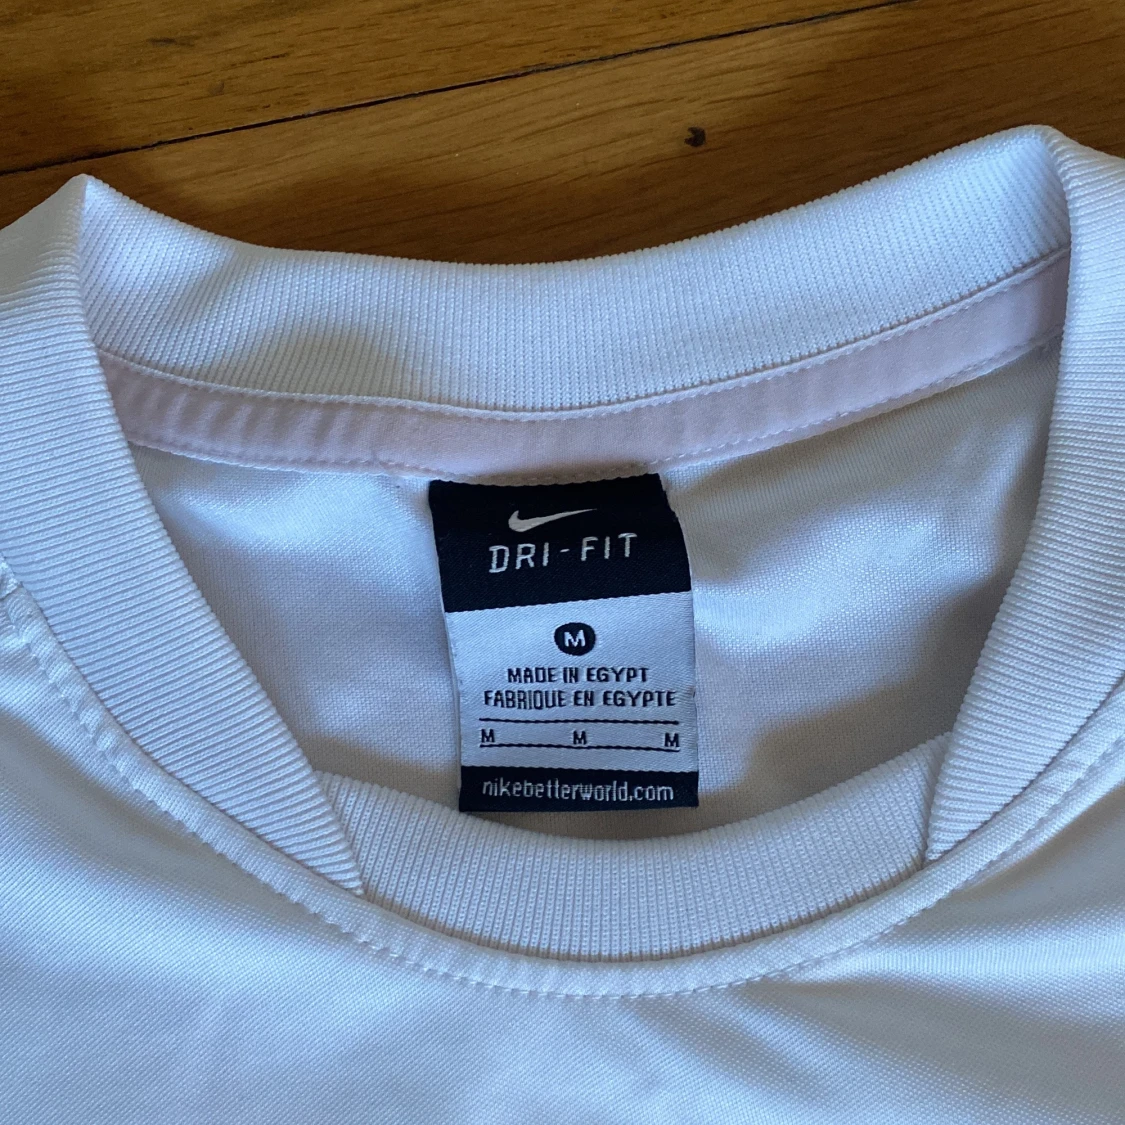 DRI-FIT
M
MADE IN EGYPT
FABRIQUE EN EGYPTE
M M M
nikebetterworld.com